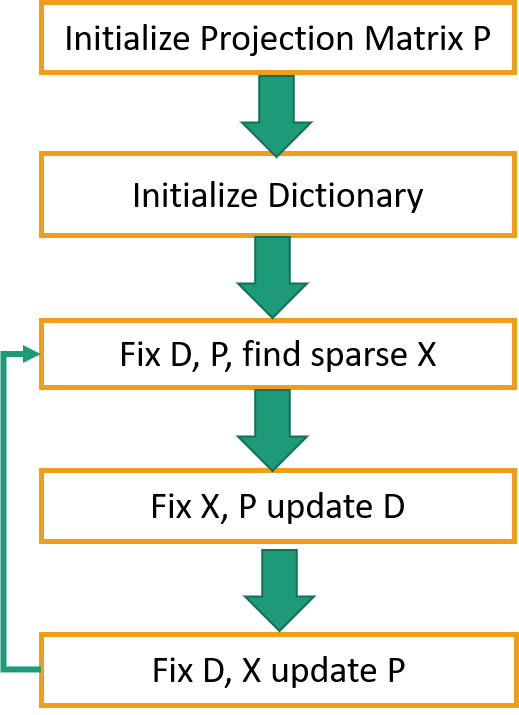 Initialize Projection Matrix P
Initialize Dictionary
Fix D, P, find sparse X
Fix X, P update D
Fix D, X update P